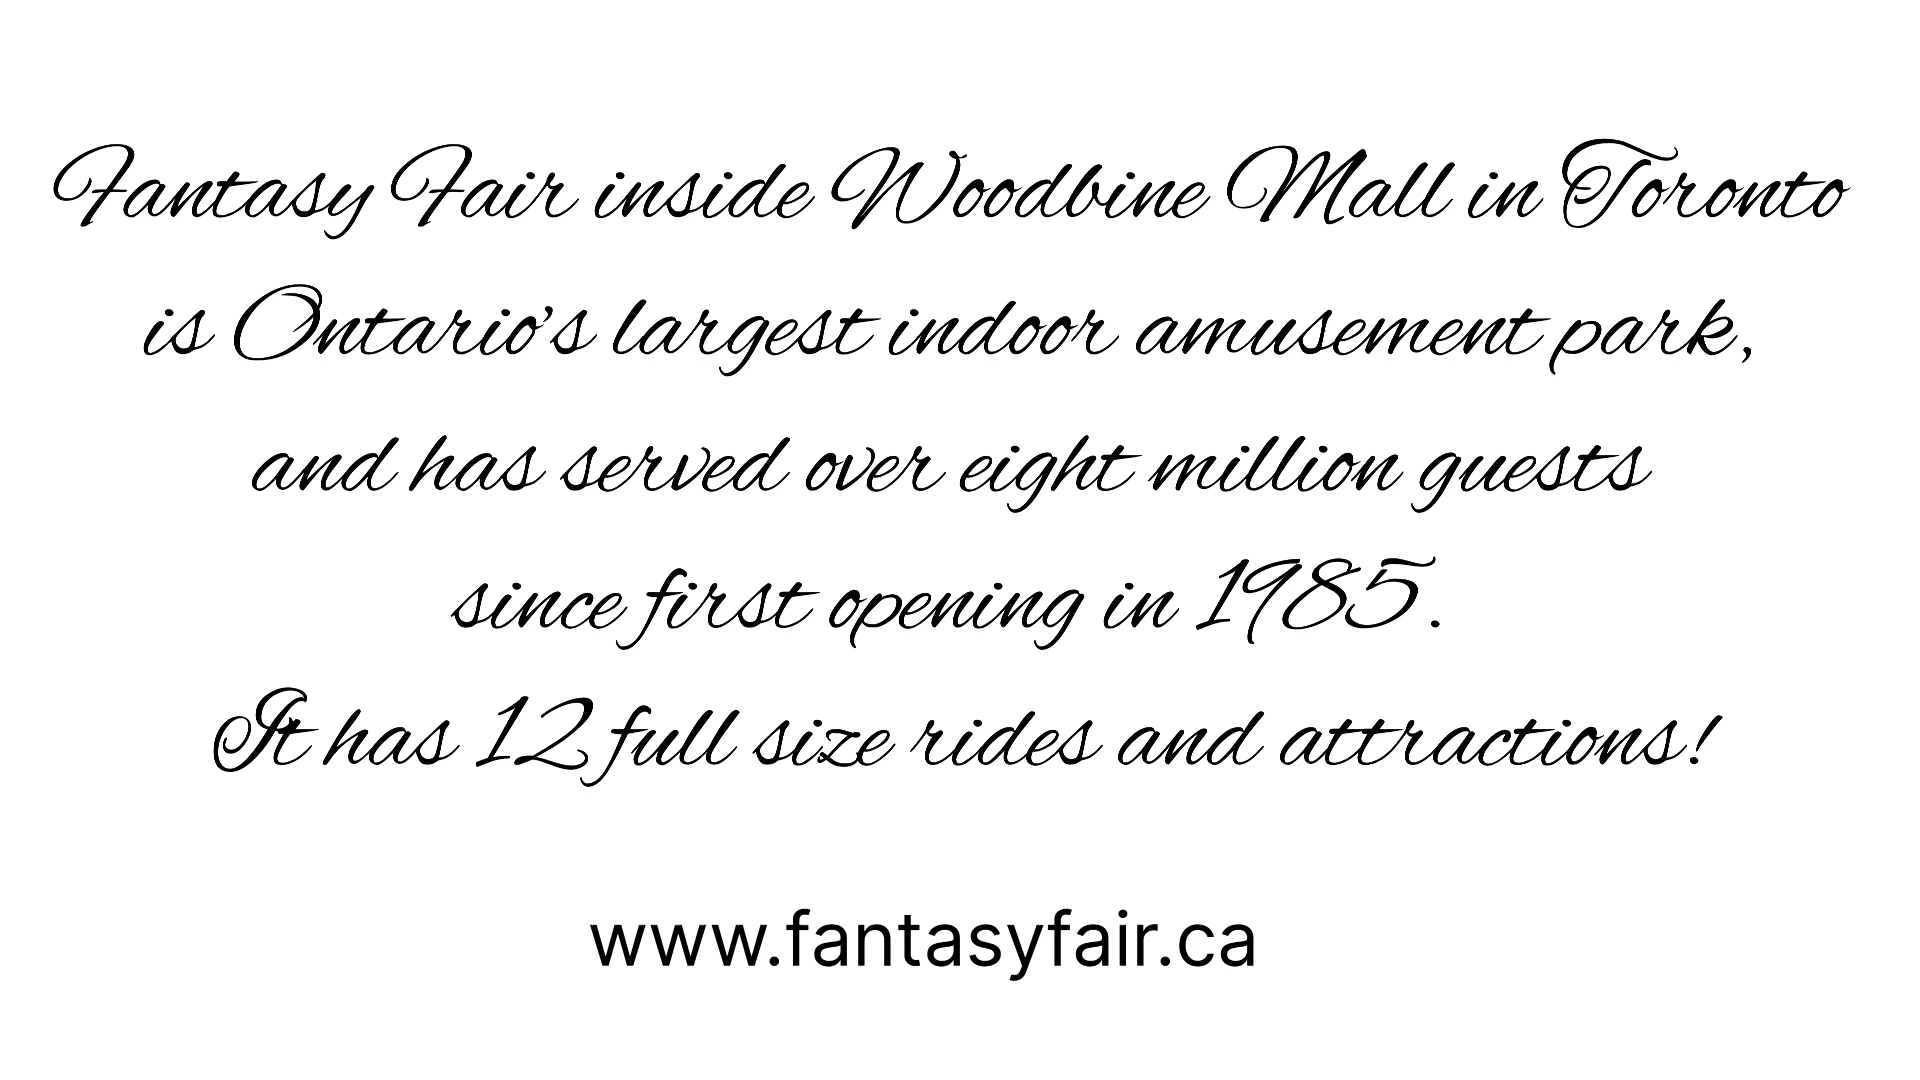 Fantasy Fair inside Woodbine Mall in Toronto
is Ontario's largest indoor amusement park,
and has served over eight million guests
since first opening in 1985.
It has 12 full size rides and attractions!
www.fantasyfair.ca